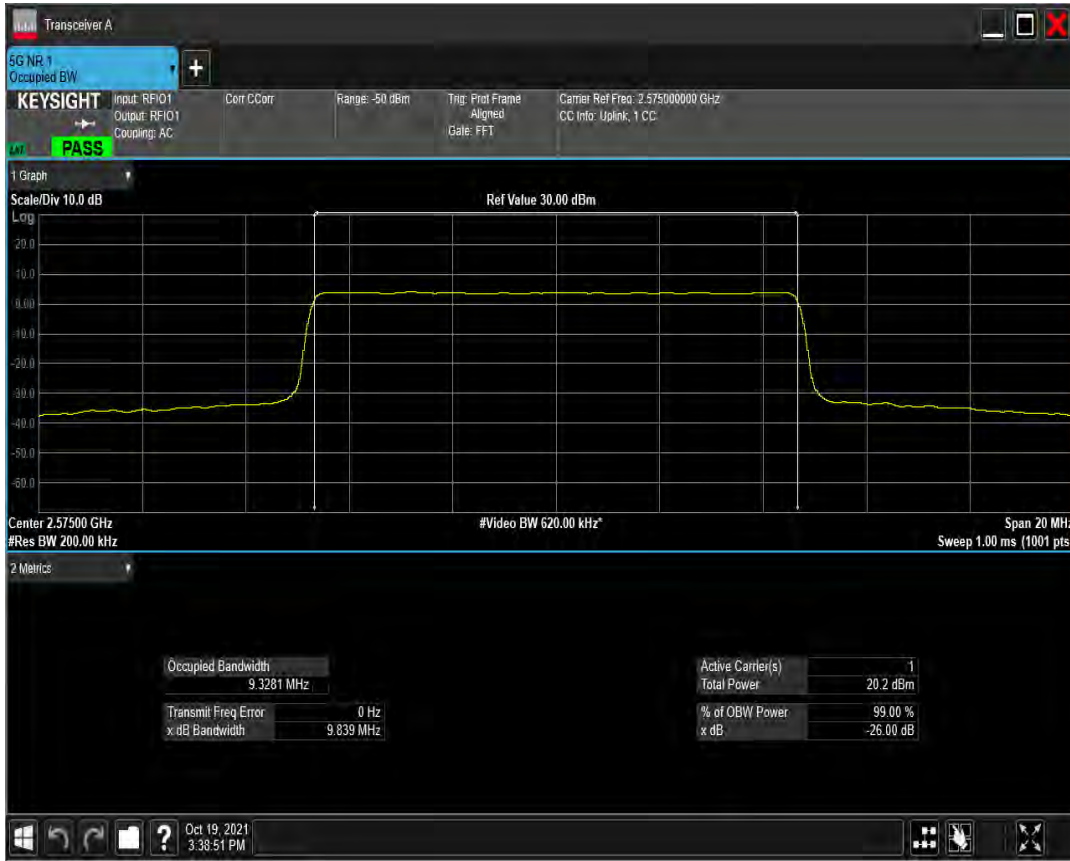 Transceiver A
5G NR 1
Occupied BW
+
KEYSIGHT
PASS
Input: RFIO1
Output: RFIO1
Coupling: AC
Corr CCorr
Range: -50 dBm
Trig: Prot Frame
Aligned
Gate: FFT
Carrier Ref Freq: 2.575000000 GHz
CC Info: Uplink, 1 CC
1 Graph
Scale/Div 10.0 dB
Ref Value 30.00 dBm
Log
20.0
10.0
0.00
-10.0
-20.0
-30.0
-40.0
-50.0
-60.0
Center 2.57500 GHz
#Video BW 620.00 kHz*
Span 20 MHz
#Res BW 200.00 kHz
Sweep 1.00 ms (1001 pts
2 Metrics
Occupied Bandwidth
9.3281 MHz
Transmit Freq Error 0 Hz
x dB Bandwidth 9.839 MHz
Active Carrier(s) 1
Total Power 20.2 dBm
% of OBW Power 99.00 %
x dB -26.00 dB
?
Oct 19, 2021
3:38:51 PM